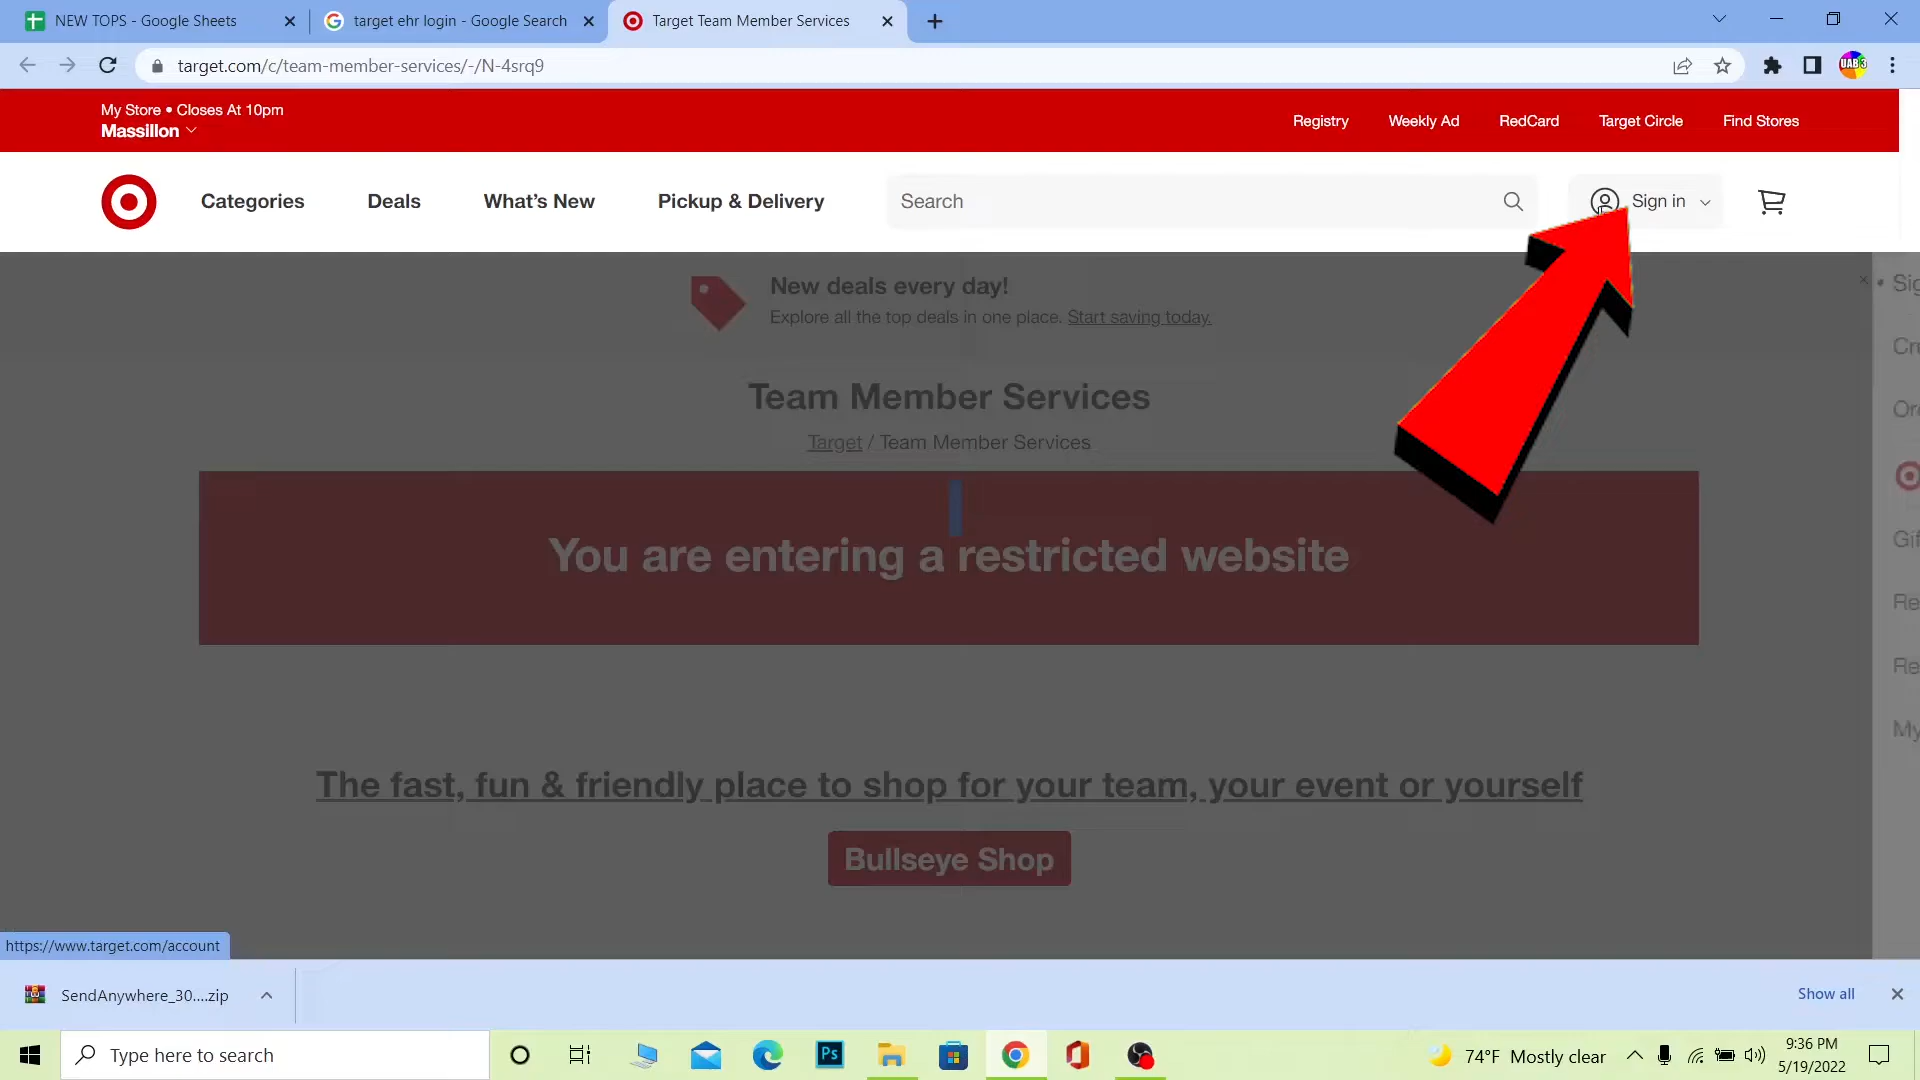 NEW TOPS - Google Sheets
target ehr login - Google Search
Target Team Member Services
target.com/c/team-member-services/-/N-4srq9
UAB 3
My Store • Closes At 10pm
Massillon
Registry
Weekly Ad
RedCard
Target Circle
Find Stores
Categories
Deals
What's New
Pickup & Delivery
Search
Sign in
New deals every day!
Explore all the top deals in one place. Start saving today.
Team Member Services
Target / Team Member Services
You are entering a restricted website
The fast, fun & friendly place to shop for your team, your event or yourself
Bullseye Shop
https://www.target.com/account
SendAnywhere_30....zip
Show all
Type here to search
Ps
74°F Mostly clear
9:36 PM
5/19/2022